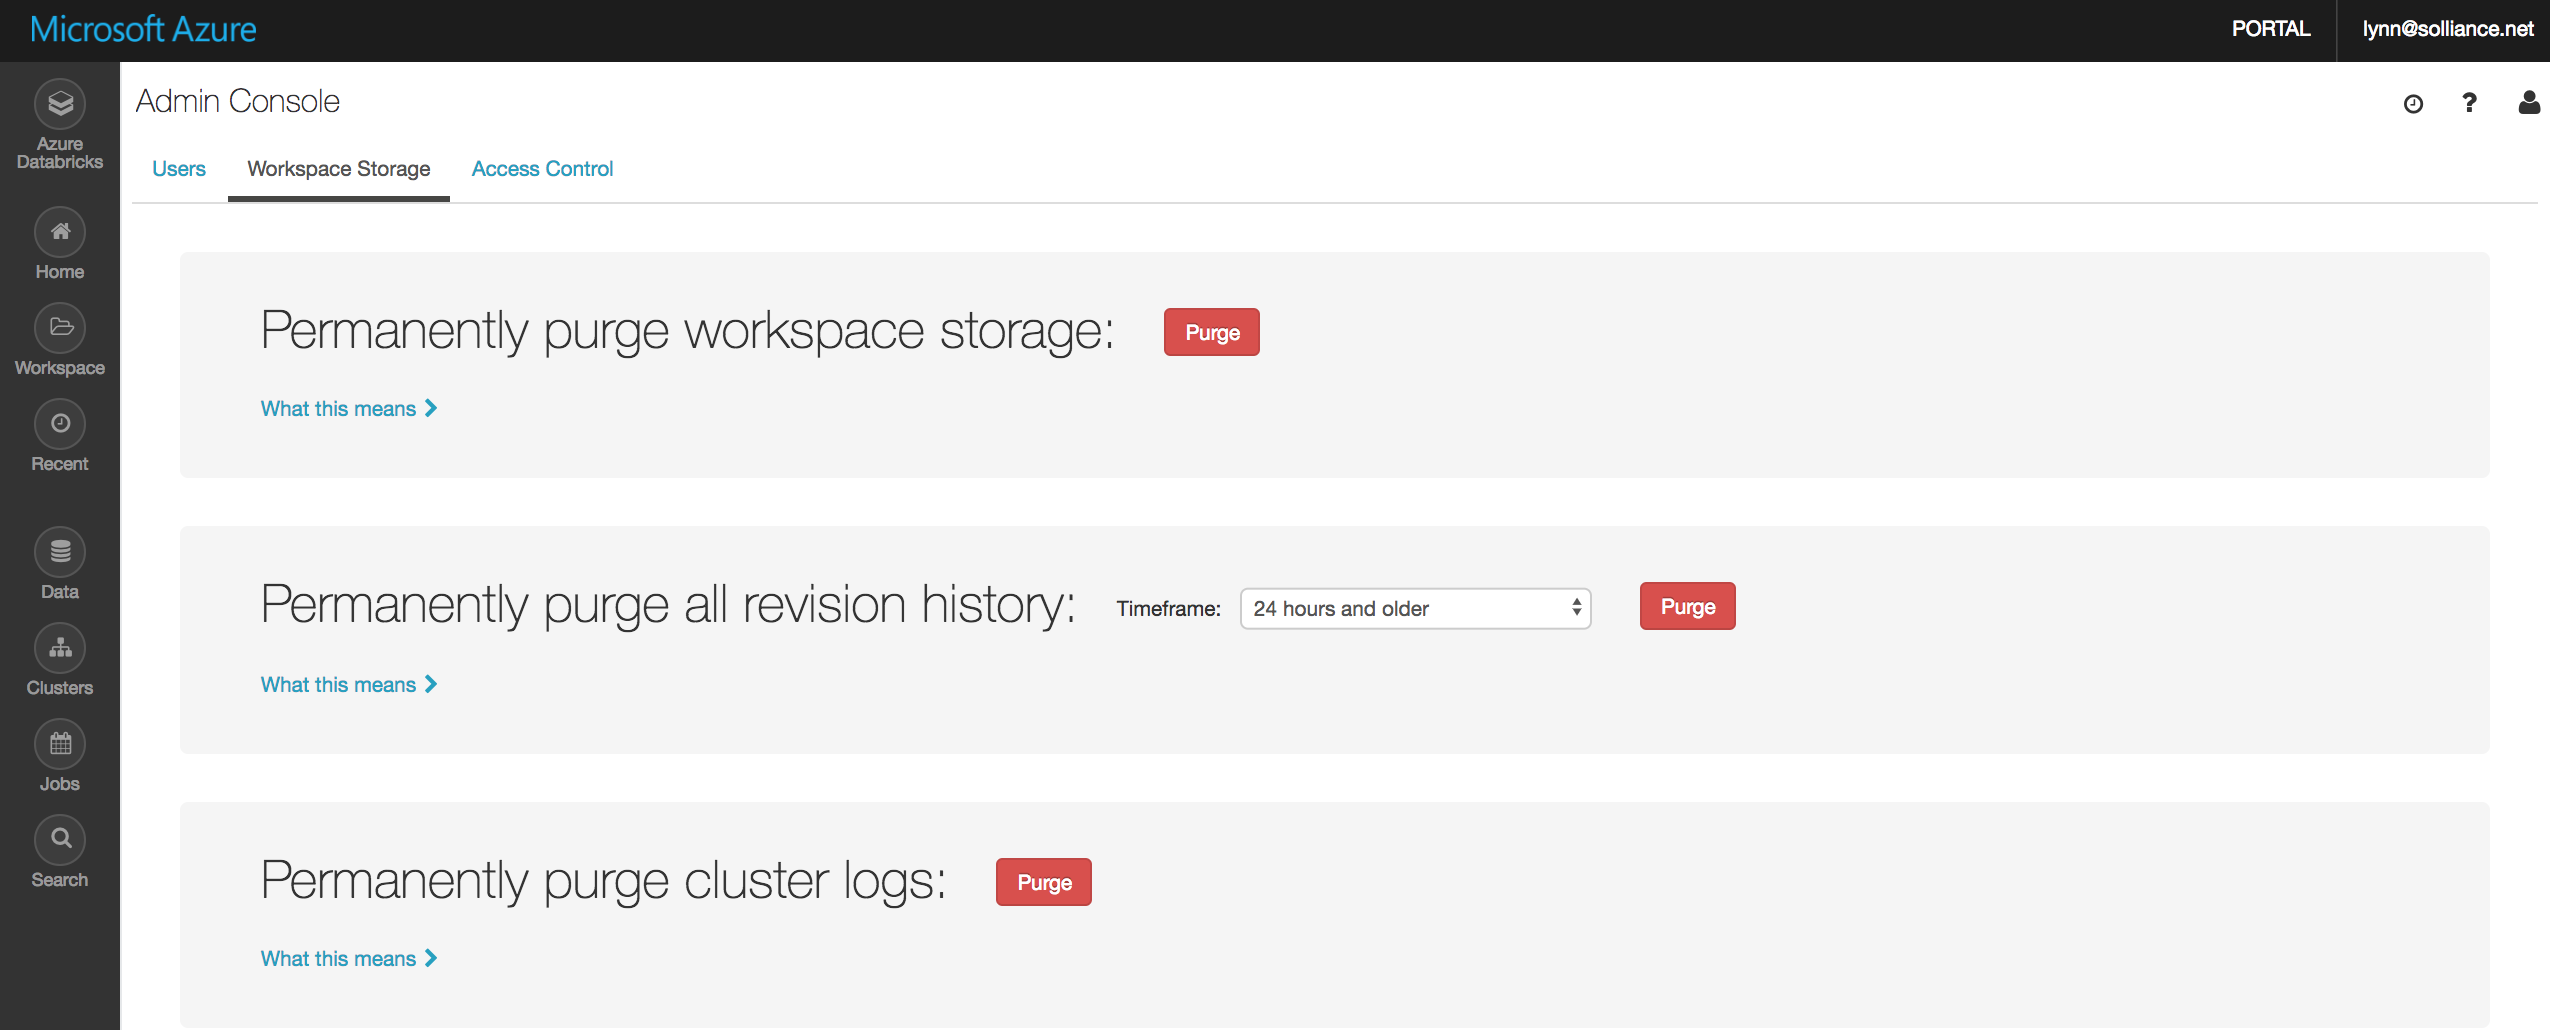 Microsoft Azure
PORTAL
lynn@solliance.net
Azure
Databricks
Home
Workspace
Recent
Data
Clusters
Jobs
Search
Admin Console
?
Users
Workspace Storage
Access Control
Permanently purge workspace storage:
Purge
What this means
Permanently purge all revision history:
Timeframe:
24 hours and older
Purge
What this means
Permanently purge cluster logs:
Purge
What this means